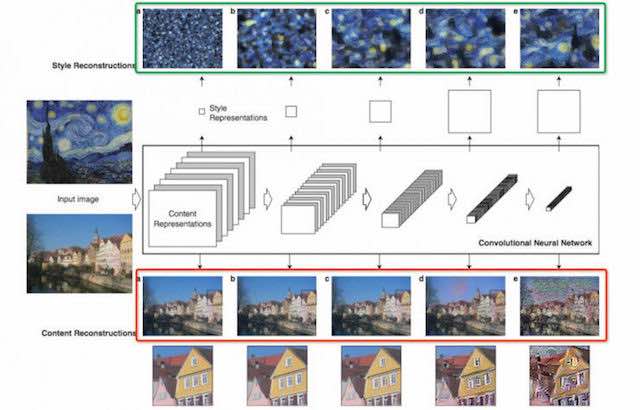 a b c d e
Style Reconstructions
Style
Representations
Input image
Content
Representations
Convolutional Neural Network
a b c d e
Content Reconstructions